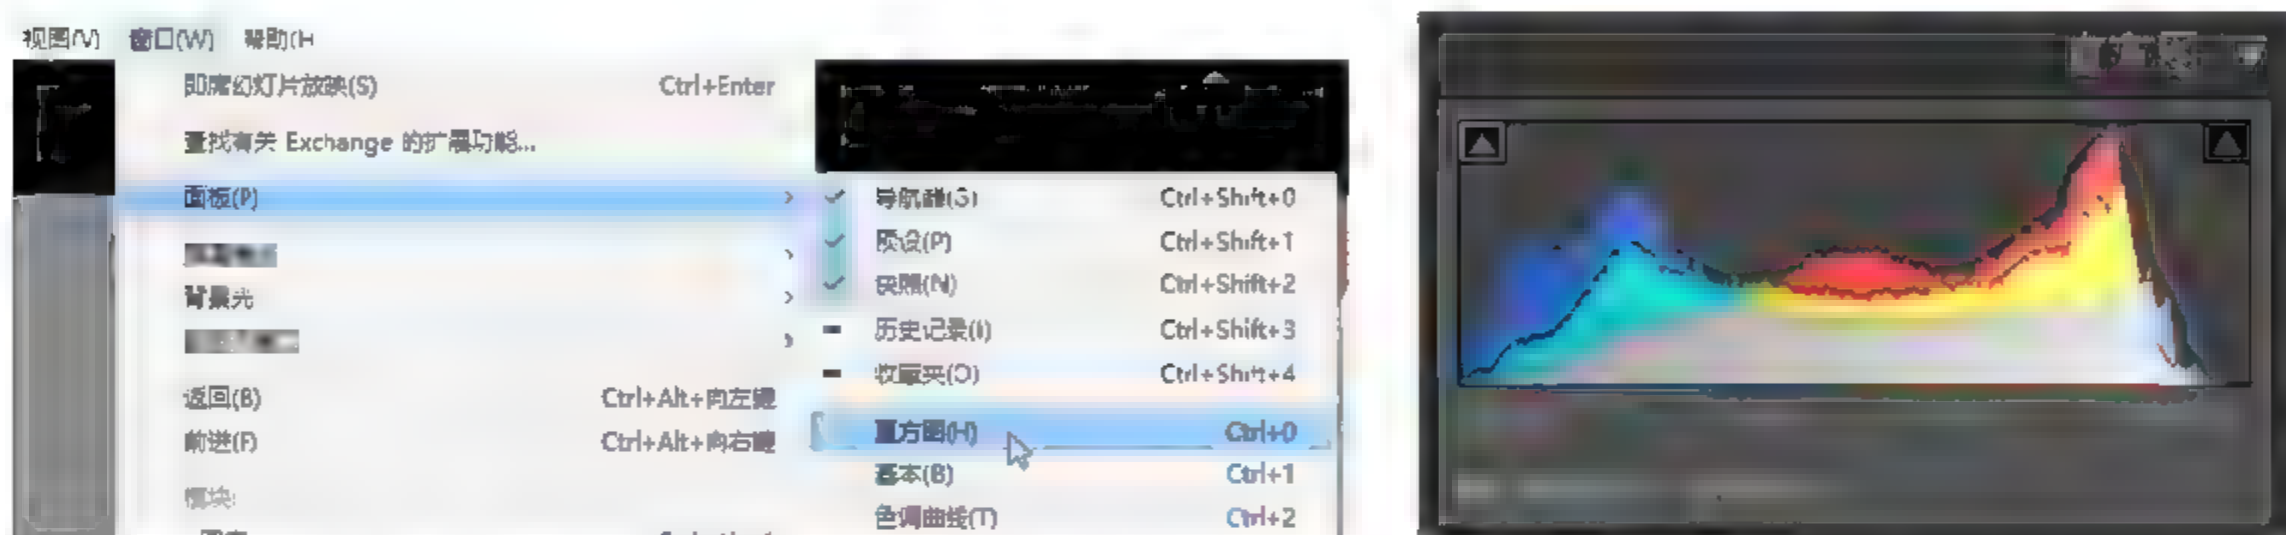 视图(V) 窗口(W) 帮助(H
即席幻灯片放映(S) Ctrl+Enter
查找有关 Exchange 的扩展功能...
面板(P)
背景光
返回(B) Ctrl+Alt+向左键
前进(F) Ctrl+Alt+向右键
模块:
导航器(G) Ctrl+Shift+0
预设(P) Ctrl+Shift+1
快照(N) Ctrl+Shift+2
历史记录(I) Ctrl+Shift+3
收藏夹(O) Ctrl+Shift+4
直方图(H) Ctrl+0
基本(B) Ctrl+1
色调曲线(T) Ctrl+2